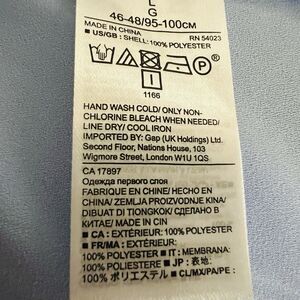 L
G
46-48/95-100CM
MADE IN CHINA RN 54023
■ US/GB : SHELL:100% POLYESTER
P
I
1166
HAND WASH COLD/ ONLY NON-
CHLORINE BLEACH WHEN NEEDED/
LINE DRY/ COOL IRON
IMPORTED BY: Gap (UK Holdings) Ltd.
Second Floor, Nations House, 103
Wigmore Street, London W1U 1QS
CA 17897
Одежда первого слоя
FABRIQUE EN CHINE/ HECHO EN
CHINA/ ZEMLJA PROIZVODNJE KINA/
DIBUAT DI TIONGKOK/ СДЕЛАНО В
КИТАЕ/ MADE IN CIN
■ CA : EXTÉRIEUR: 100% POLYESTER
■ FR/MA : EXTÉRIEUR: 100%
POLYESTER ■ IT : MEMBRANA:
100% POLIESTERE ■ JP : 表地:
100% ポリエステル ■ CL/MX/PA/PE :